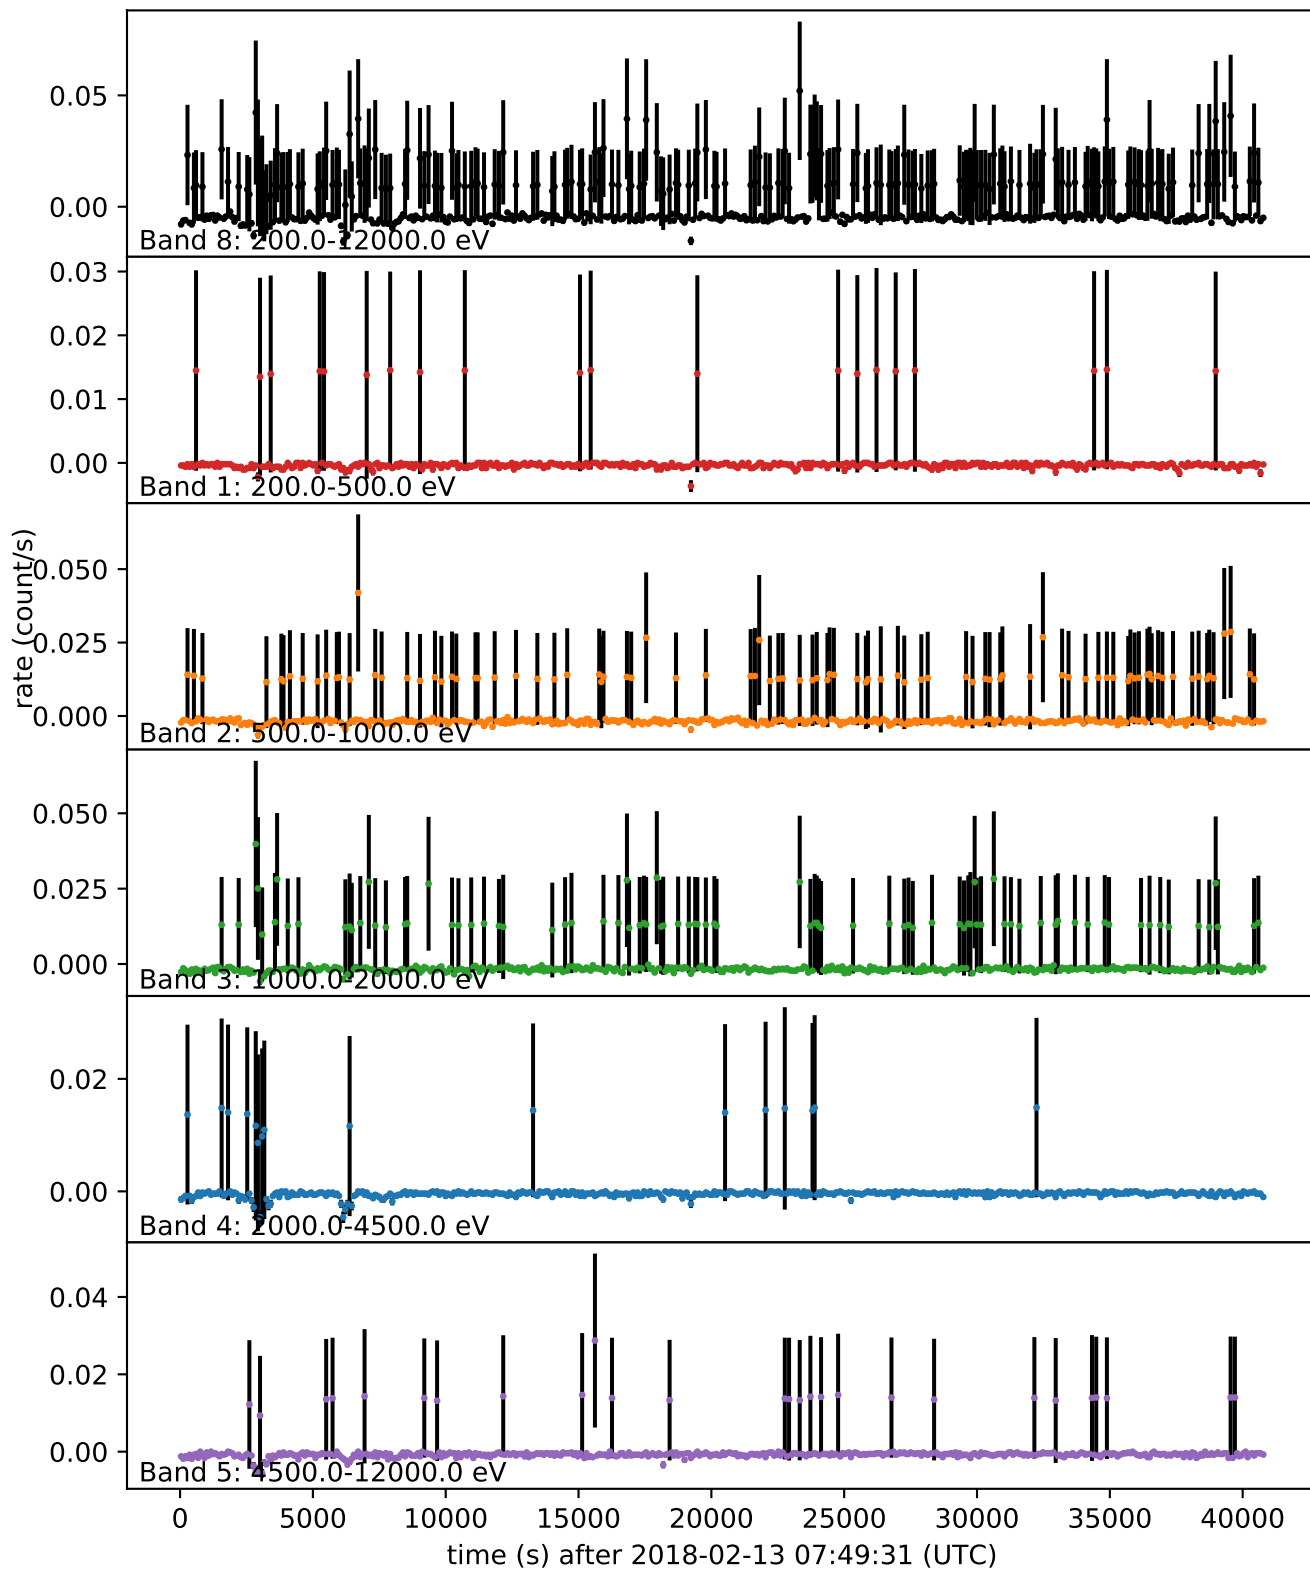 0.05
0.00
Band 8: 200.0-12000.0 eV
0.03
0.02
0.01
0.00
Band 1: 200.0-500.0 eV
rate (count/s)
0.050
0.025
0.000
Band 2: 500.0-1000.0 eV
0.050
0.025
0.000
Band 3: 1000.0-2000.0 eV
0.02
0.00
Band 4: 2000.0-4500.0 eV
0.04
0.02
0.00
Band 5: 4500.0-12000.0 eV
0 5000 10000 15000 20000 25000 30000 35000 40000
time (s) after 2018-02-13 07:49:31 (UTC)